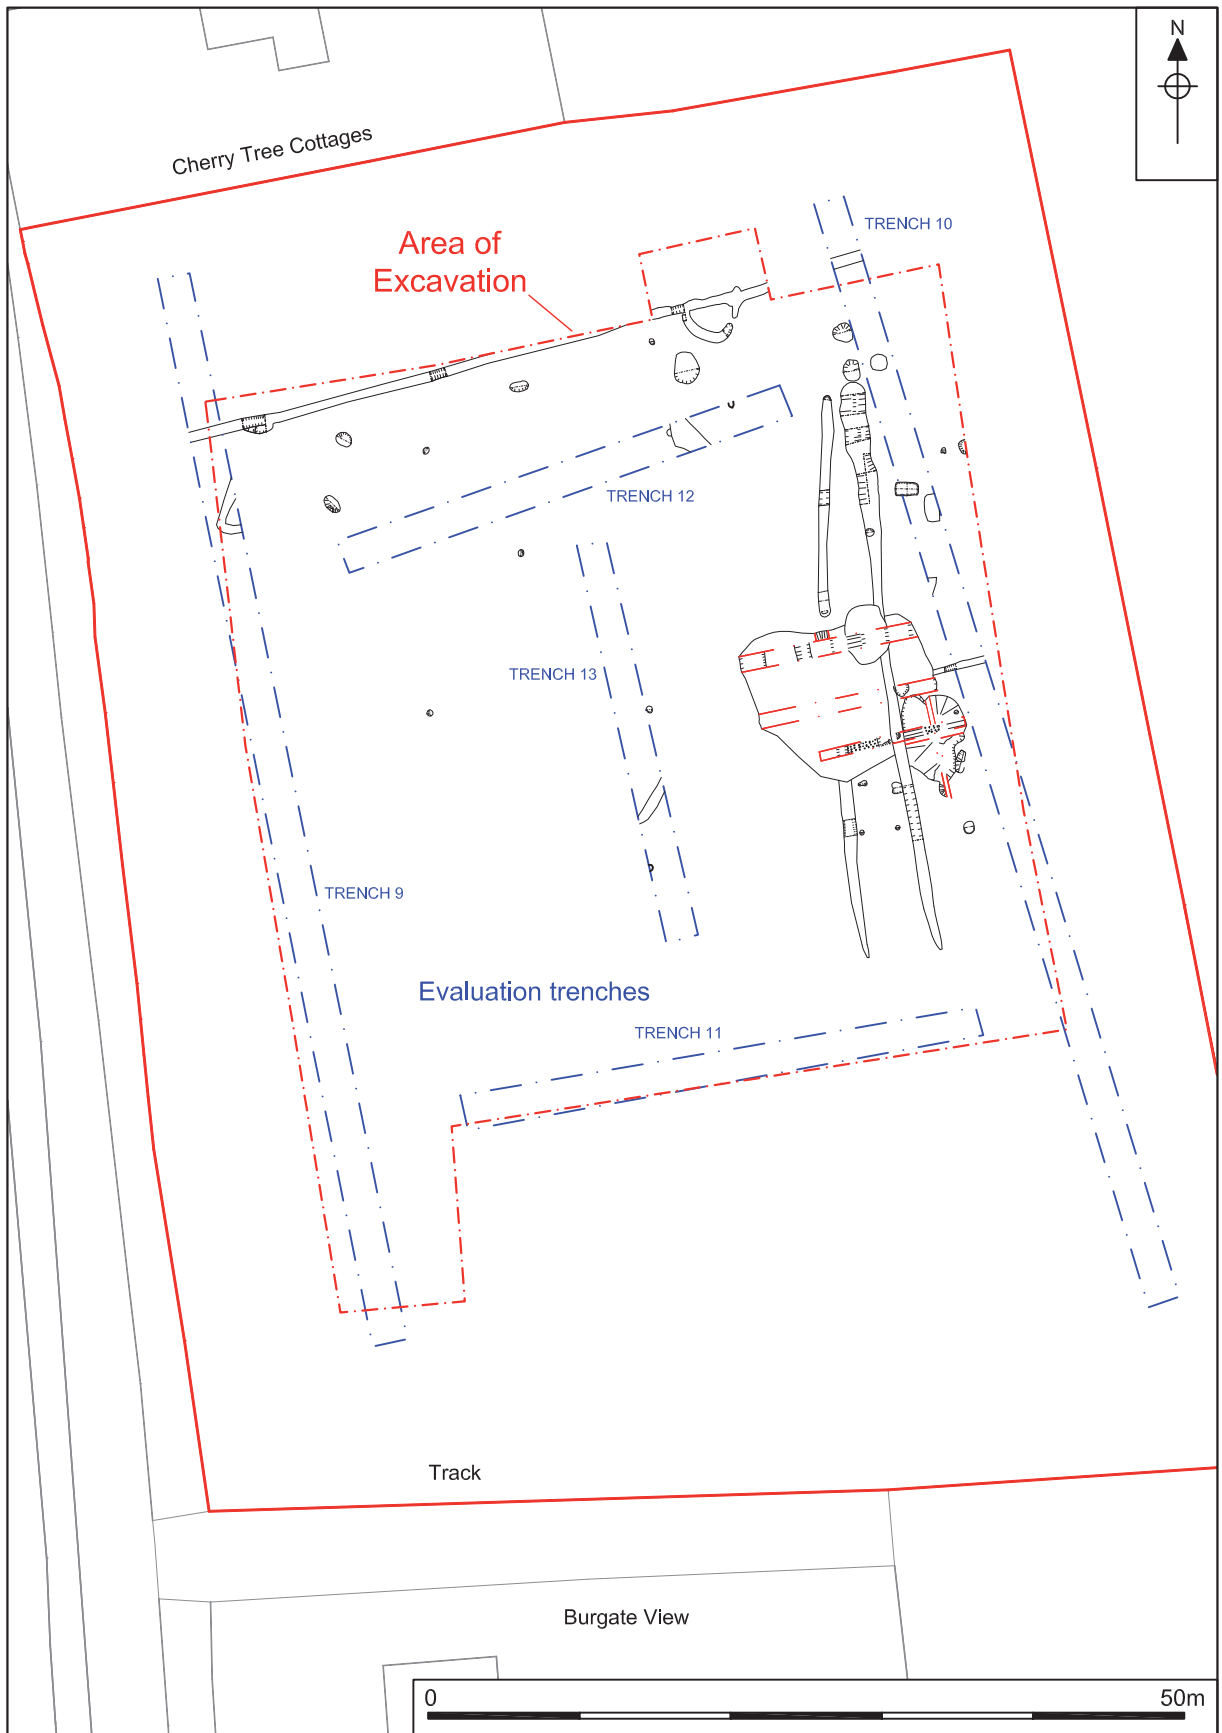 N
Cherry Tree Cottages
TRENCH 10
Area of
Excavation
TRENCH 12
TRENCH 13
TRENCH 9
Evaluation trenches
TRENCH 11
Track
Burgate View
0
50m